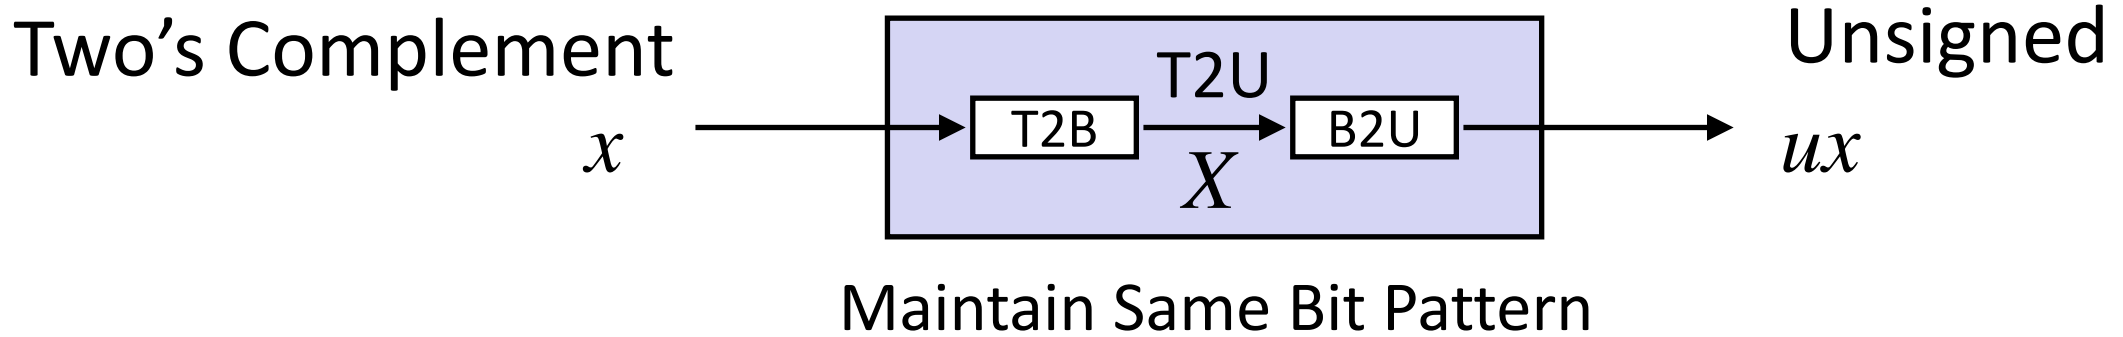 Two’s Complement
Unsigned
T2U
x
T2B
X
B2U
ux
Maintain Same Bit Pattern